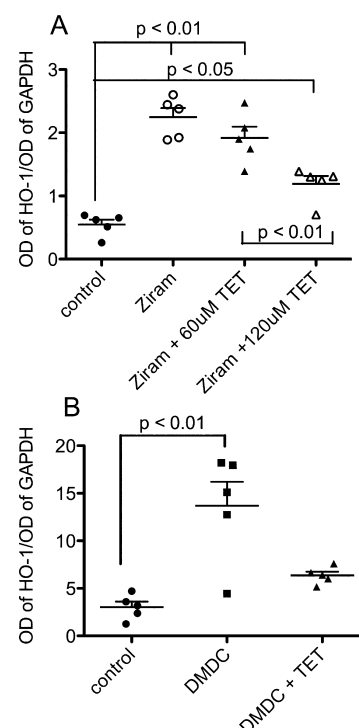 A
p < 0.01
p < 0.05
OD of HO-1/OD of GAPDH
3
2
1
0
p < 0.01
control
Ziram
Ziram + 60uM TET
Ziram +120uM TET
B
p < 0.01
OD of HO-1/OD of GAPDH
20
15
10
5
0
control
DMDC
DMDC + TET